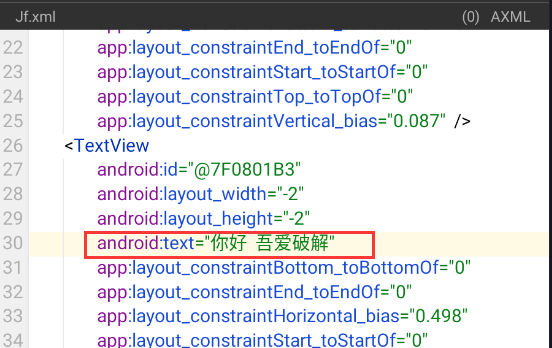 Jf.xml (0) AXML
22 app:layout_constraintEnd_toEndOf="0"
23 app:layout_constraintStart_toStartOf="0"
24 app:layout_constraintTop_toTopOf="0"
25 app:layout_constraintVertical_bias="0.087" />
26 <TextView
27 android:id="@7F0801B3"
28 android:layout_width="-2"
29 android:layout_height="-2"
30 android:text="你好 吾爱破解"
31 app:layout_constraintBottom_toBottomOf="0"
32 app:layout_constraintEnd_toEndOf="0"
33 app:layout_constraintHorizontal_bias="0.498"
34 app:layout_constraintStart_toStartOf="0"